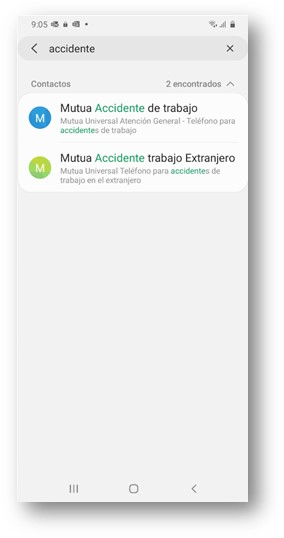 9:05
accidente
Contactos 2 encontrados
M
Mutua Accidente de trabajo
Mutua Universal Atención General - Teléfono para
accidentes de trabajo
M
Mutua Accidente trabajo Extranjero
Mutua Universal Teléfono para accidentes de
trabajo en el extranjero